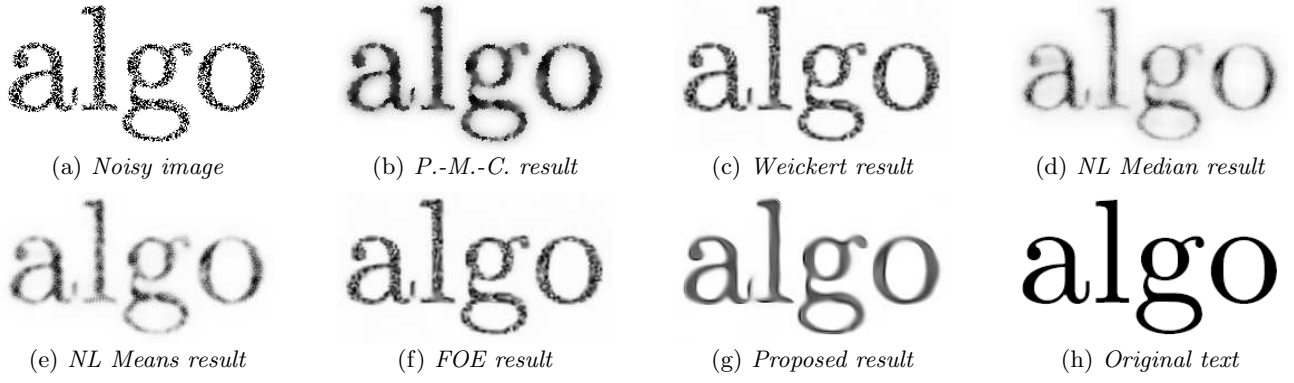 algo algo algo algo
(a) Noisy image (b) P.-M.-C. result (c) Weickert result (d) NL Median result
algo algo algo algo
(e) NL Means result (f) FOE result (g) Proposed result (h) Original text